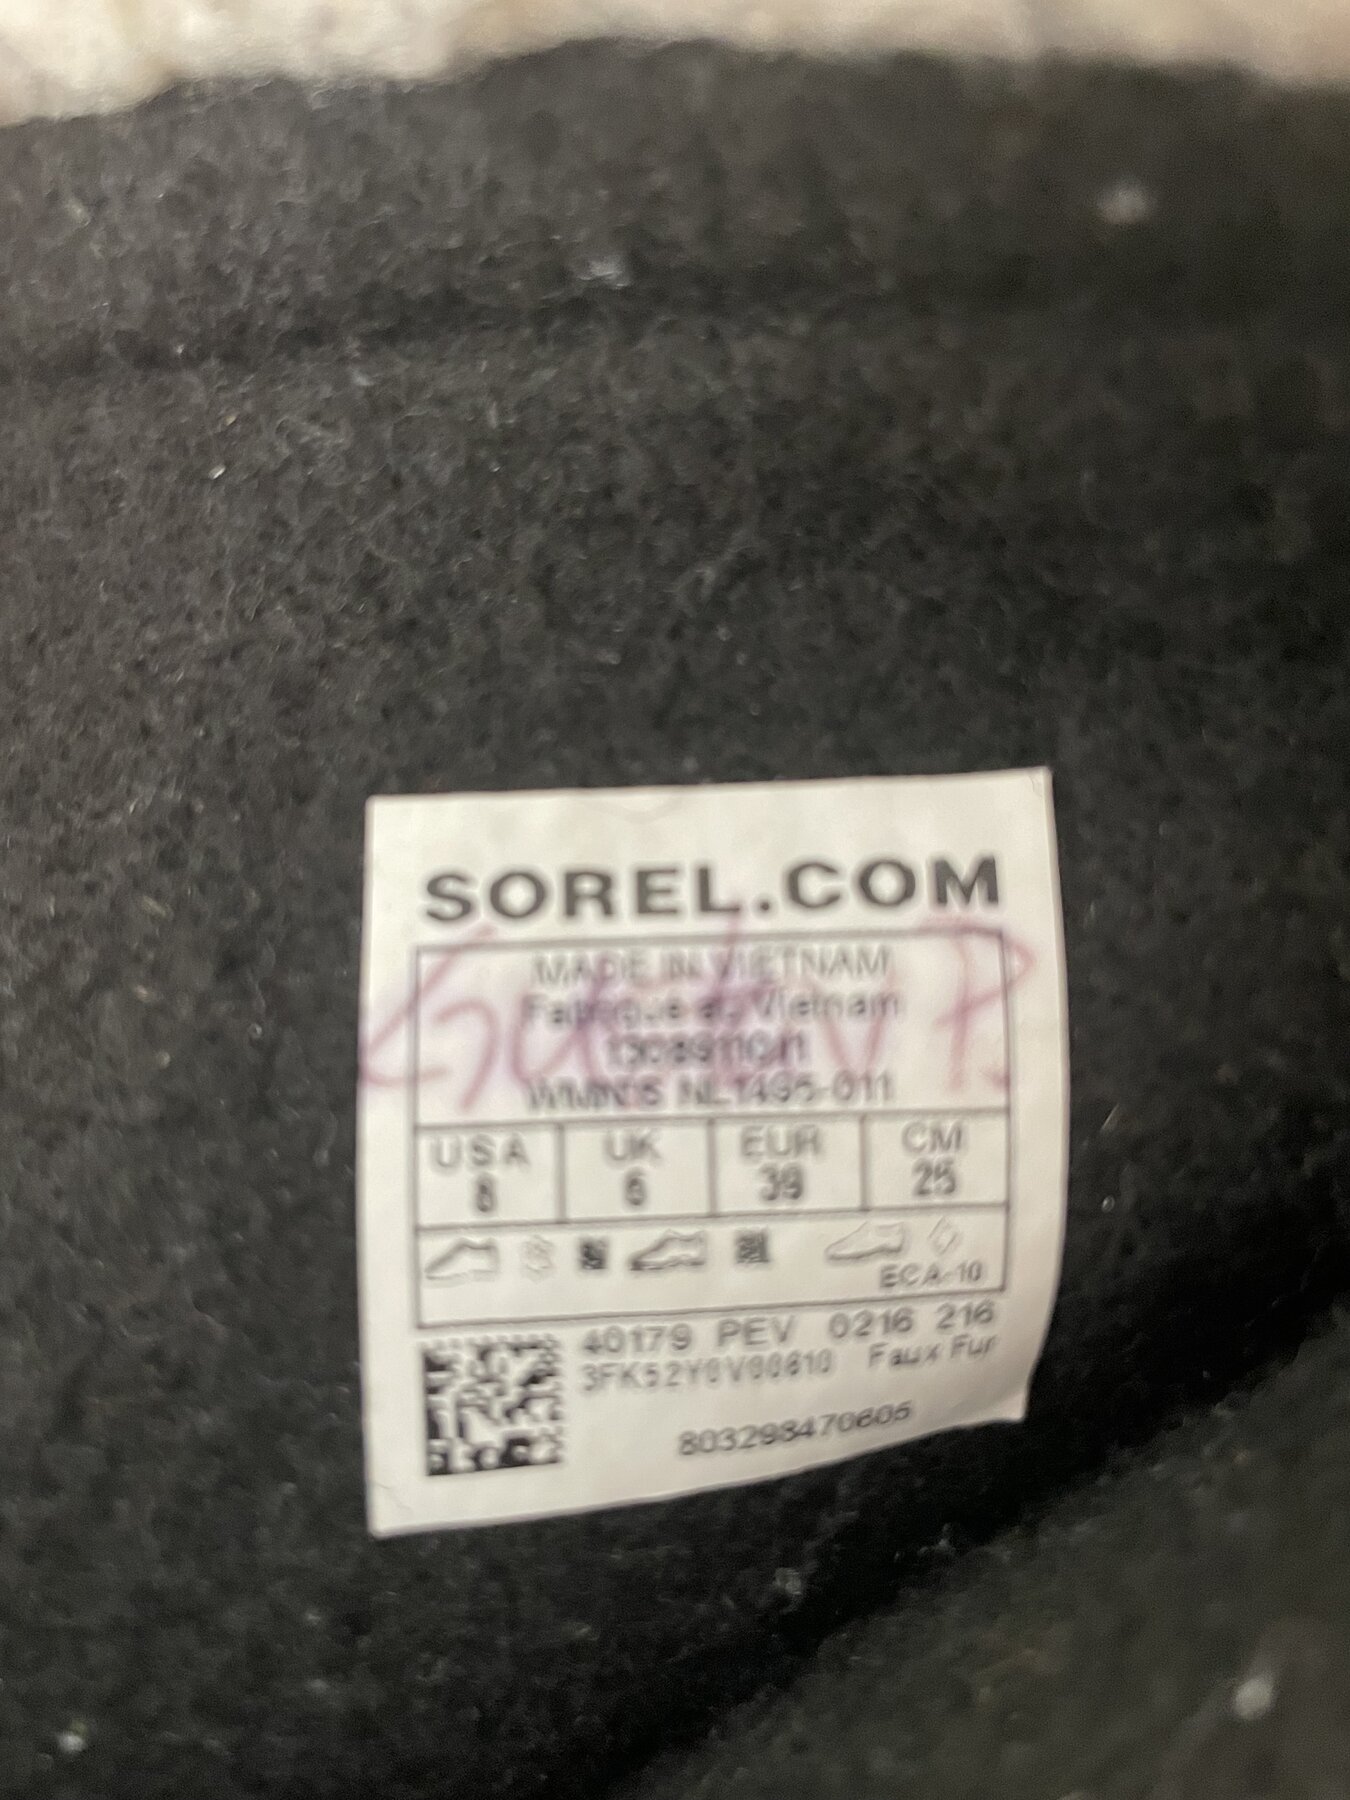 SOREL.COM
MADE IN VIETNAM
Fabriqué au Vietnam
WMNS NL1495-011
USA UK EUR CM
8 6 39 25
ECA-10
40179 PEV 0216 216
Faux Fur
803298470605